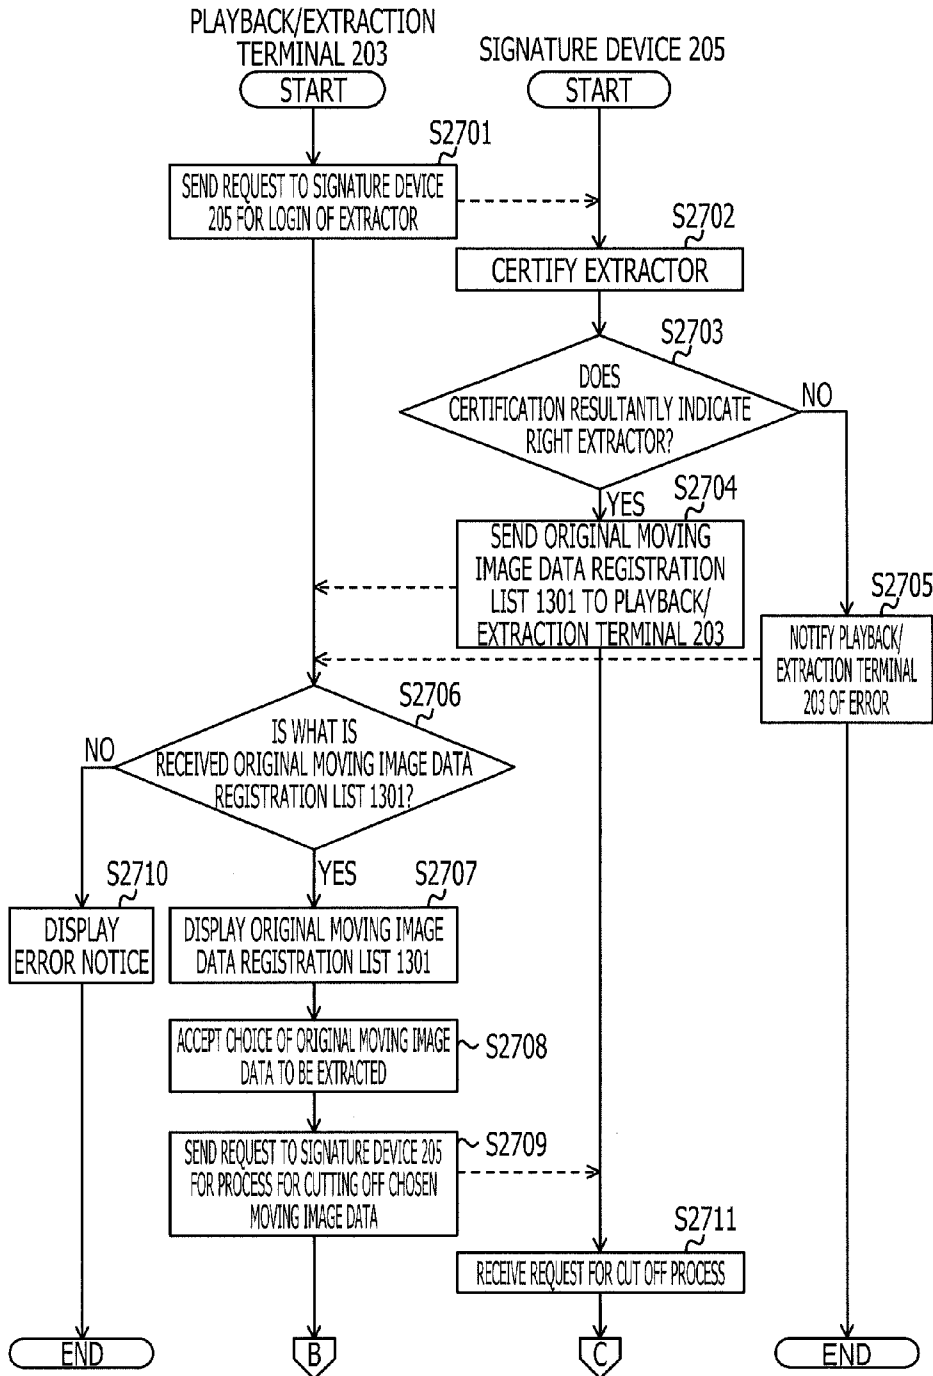 PLAYBACK/EXTRACTION
TERMINAL 203
SIGNATURE DEVICE 205
START
START
S2701
SEND REQUEST TO SIGNATURE DEVICE
205 FOR LOGIN OF EXTRACTOR
S2702
CERTIFY EXTRACTOR
S2703
DOES
CERTIFICATION RESULTANTLY INDICATE
RIGHT EXTRACTOR?
NO
YES
S2704
SEND ORIGINAL MOVING
IMAGE DATA REGISTRATION
LIST 1301 TO PLAYBACK/
EXTRACTION TERMINAL 203
S2705
NOTIFY PLAYBACK/
EXTRACTION TERMINAL
203 OF ERROR
S2706
IS WHAT IS
RECEIVED ORIGINAL MOVING IMAGE DATA
REGISTRATION LIST 1301?
NO
YES
S2710
DISPLAY
ERROR NOTICE
S2707
DISPLAY ORIGINAL MOVING IMAGE
DATA REGISTRATION LIST 1301
ACCEPT CHOICE OF ORIGINAL MOVING IMAGE
DATA TO BE EXTRACTED
S2708
SEND REQUEST TO SIGNATURE DEVICE 205
FOR PROCESS FOR CUTTING OFF CHOSEN
MOVING IMAGE DATA
S2709
S2711
RECEIVE REQUEST FOR CUT OFF PROCESS
END
B
C
END